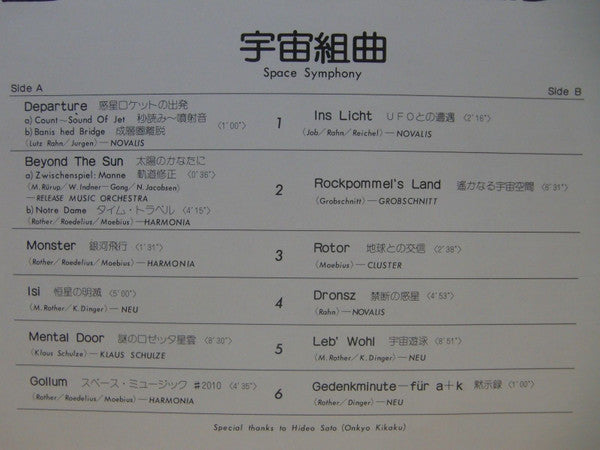 宇宙組曲
Space Symphony
Side A
Side B
Departure 惑星ロケットの出発
a) Count~Sound Of Jet 秒読み〜噴射音
b) Banis hed Bridge 成層圏離脱 〈1'00"〉
(Lutz Rahn/Jurgen)—NOVALIS
1
Ins Licht UFOとの遭遇 〈2'16"〉
(Job/Rahn/Reichel)—NOVALIS
Beyond The Sun 太陽のかなたに
a) Zwischenspiel: Manne 軌道修正 〈0'36"〉
(M. Rürup/W. Indner—Gong/N. Jacobsen)
—RELEASE MUSIC ORCHESTRA
b) Notre Dame タイム・トラベル 〈4'15"〉
(Rother/Roedelius/Moebius)—HARMONIA
2
Rockpommel's Land 遙かなる宇宙空間 〈8'31"〉
(Grobschnitt)—GROBSCHNITT
Monster 銀河飛行 〈1'31"〉
(Rother/Roedelius/Moebius)—HARMONIA
3
Rotor 地球との交信 〈2'38"〉
(Moebius)—CLUSTER
Isi 恒星の明滅 〈5'00"〉
(M. Rother/K. Dinger)—NEU
4
Dronsz 禁断の惑星 〈4'53"〉
(Rahn)—NOVALIS
Mental Door 謎のロゼッタ星雲 〈8'30"〉
(Klaus Schulze)—KLAUS SCHULZE
5
Leb' Wohl 宇宙遊泳 〈8'51"〉
(M. Rother/K. Dinger)—NEU
Gollum スペース・ミュージック #2010 〈4'35"〉
(Rother/Roedelius/Moebius)—HARMONIA
6
Gedenkminute—für a+k 黙示録 〈1'00"〉
(Rother/Dinger)—NEU
Special thanks to Hideo Sato (Onkyo Kikaku)